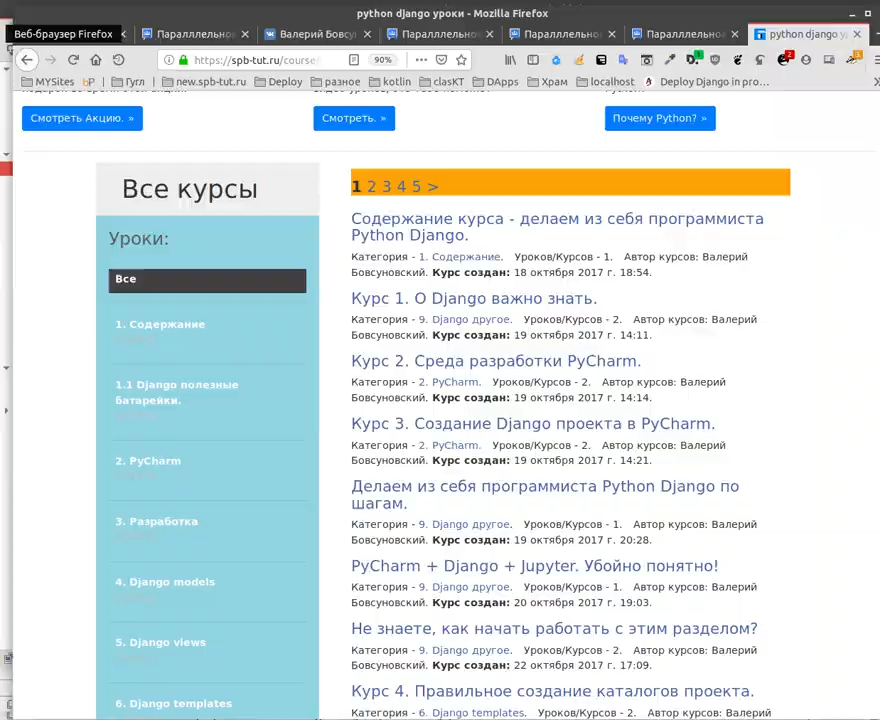 python django уроки - Mozilla Firefox
Веб-браузер Firefox
Параллельно
Валерий Бовсу
Параллельно
Параллельно
Параллельно
python django у
https://spb-tut.ru/course
90%
MYSites
bP
Гугл
new.spb-tut.ru
Deploy
разное
kotlin
clasKT
DApps
Храм
localhost
Deploy Django in pro...
Смотреть Акцию. »
Смотреть. »
Почему Python? »
Все курсы
Уроки:
Все
1. Содержание
1.1 Django полезные
батарейки.
2. PyCharm
3. Разработка
4. Django models
5. Django views
6. Django templates
1 2 3 4 5 >
Содержание курса - делаем из себя программиста
Python Django.
Категория - 1. Содержание. Уроков/Курсов - 1. Автор курсов: Валерий
Бовсуновский. Курс создан: 18 октября 2017 г. 18:54.
Курс 1. О Django важно знать.
Категория - 9. Django другое. Уроков/Курсов - 2. Автор курсов: Валерий
Бовсуновский. Курс создан: 19 октября 2017 г. 14:11.
Курс 2. Среда разработки PyCharm.
Категория - 2. PyCharm. Уроков/Курсов - 2. Автор курсов: Валерий
Бовсуновский. Курс создан: 19 октября 2017 г. 14:14.
Курс 3. Создание Django проекта в PyCharm.
Категория - 2. PyCharm. Уроков/Курсов - 2. Автор курсов: Валерий
Бовсуновский. Курс создан: 19 октября 2017 г. 14:21.
Делаем из себя программиста Python Django по
шагам.
Категория - 9. Django другое. Уроков/Курсов - 1. Автор курсов: Валерий
Бовсуновский. Курс создан: 19 октября 2017 г. 20:28.
PyCharm + Django + Jupyter. Убойно понятно!
Категория - 9. Django другое. Уроков/Курсов - 1. Автор курсов: Валерий
Бовсуновский. Курс создан: 20 октября 2017 г. 19:03.
Не знаете, как начать работать с этим разделом?
Категория - 9. Django другое. Уроков/Курсов - 2. Автор курсов: Валерий
Бовсуновский. Курс создан: 22 октября 2017 г. 17:09.
Курс 4. Правильное создание каталогов проекта.
Категория - 6. Django templates. Уроков/Курсов - 2. Автор курсов: Валерий